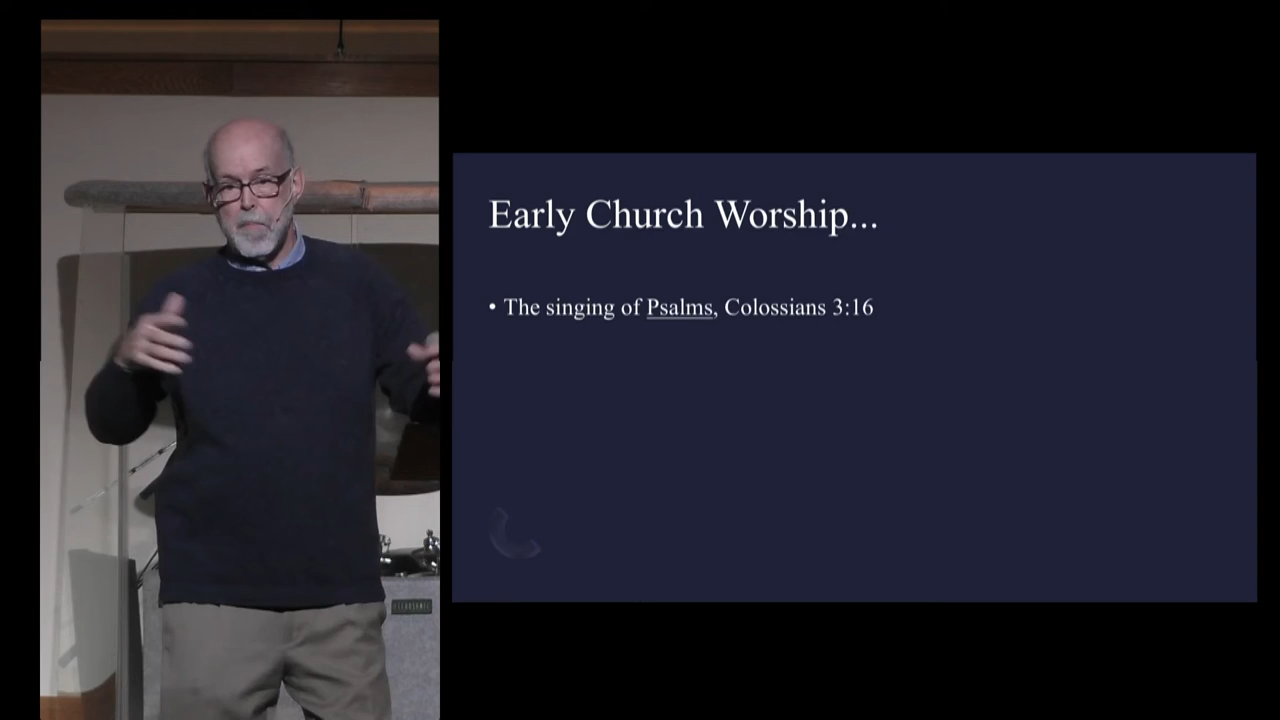 Early Church Worship...
• The singing of Psalms, Colossians 3:16